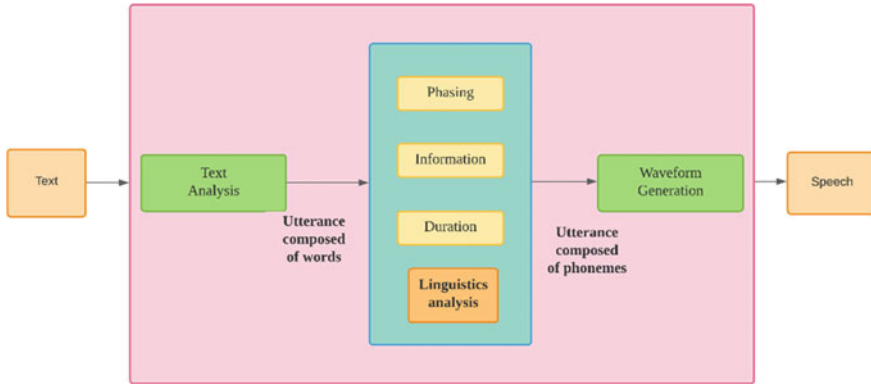 Text
Text
Analysis
Utterance
composed
of words
Phasing
Information
Duration
Linguistics
analysis
Utterance
composed
of phonemes
Waveform
Generation
Speech